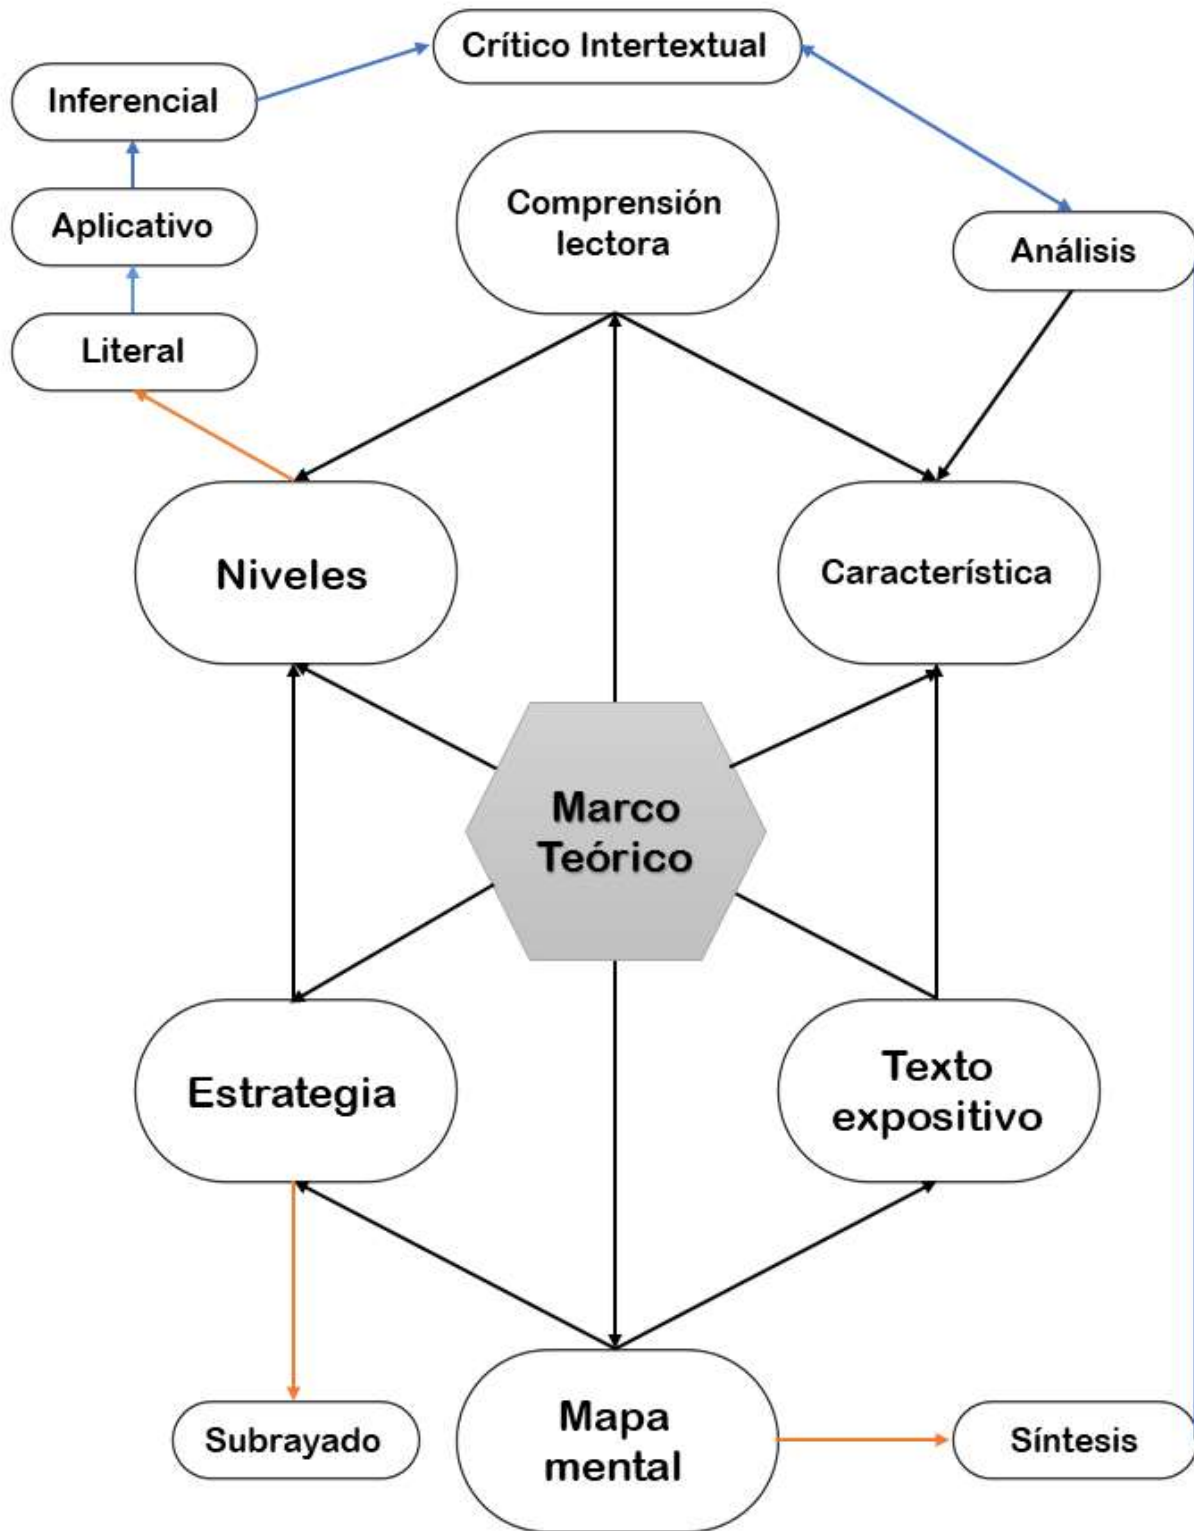 Crítico Intertextual
Inferencial
Comprensión
lectora
Aplicativo
Análisis
Literal
Niveles
Característica
Marco
Teórico
Estrategia
Texto
expositivo
Subrayado
Mapa
mental
Síntesis